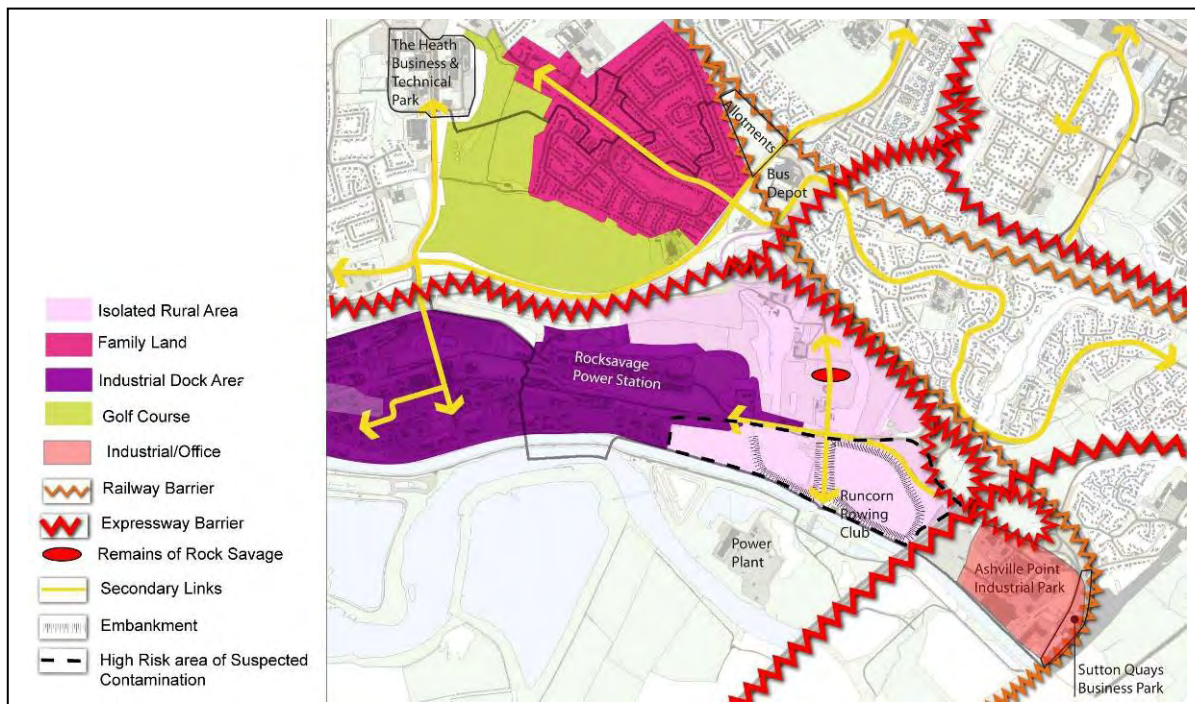 The Heath
Business &
Technical
Park
Allotments
Bus
Depot
Isolated Rural Area
Family Land
Industrial Dock Area
Golf Course
Industrial/Office
Railway Barrier
Expressway Barrier
Remains of Rock Savage
Secondary Links
Embankment
High Risk area of Suspected
Contamination
Rocksavage
Power Station
Runcorn
Rowing
Club
Power
Plant
Ashville Point
Industrial Park
Sutton Quays
Business Park